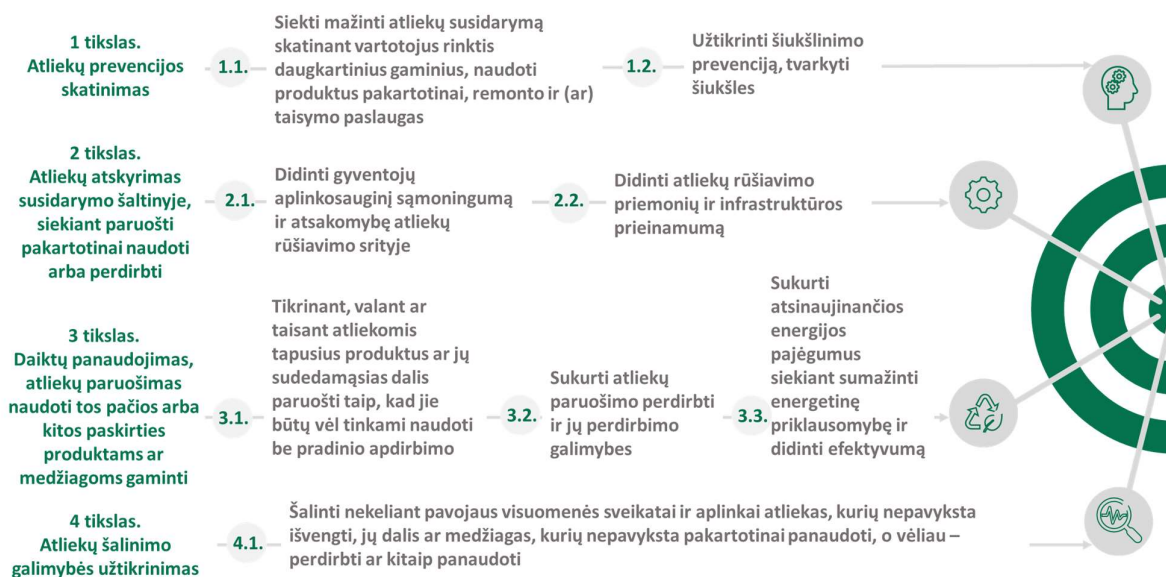 1 tikslas.
Atliekų prevencijos
skatinimas
1.1.
Siekti mažinti atliekų susidarymą
skatinant vartotojus rinktis
daugkartinius gaminius, naudoti
produktus pakartotinai, remonto ir (ar)
taisymo paslaugas
1.2.
Užtikrinti šiukšlinimo
prevenciją, tvarkyti
šiukšles
2 tikslas.
Atliekų atskyrimas
susidarymo šaltinyje,
siekiant paruošti
pakartotinai naudoti
arba perdirbti
2.1.
Didinti gyventojų
aplinkosauginį sąmoningumą
ir atsakomybę atliekų
rūšiavimo srityje
2.2.
Didinti atliekų rūšiavimo
priemonių ir infrastruktūros
prieinamumą
3 tikslas.
Daiktų panaudojimas,
atliekų paruošimas
naudoti tos pačios arba
kitos paskirties
produktams ar
medžiagoms gaminti
3.1.
Tikrinant, valant ar
taisant atliekomis
tapusius produktus ar jų
sudedamąsias dalis
paruošti taip, kad jie
būtų vėl tinkami naudoti
be pradinio apdirbimo
3.2.
Sukurti atliekų
paruošimo perdirbti
ir jų perdirbimo
galimybes
3.3.
Sukurti
atsinaujinančios
energijos
pajėgumus
siekiant sumažinti
energetinę
priklausomybę ir
didinti efektyvumą
4 tikslas.
Atliekų šalinimo
galimybės užtikrinimas
4.1.
Šalinti nekeliant pavojaus visuomenės sveikatai ir aplinkai atliekas, kurių nepavyksta
išvengti, jų dalis ar medžiagas, kurių nepavyksta pakartotinai panaudoti, o vėliau –
perdirbti ar kitaip panaudoti